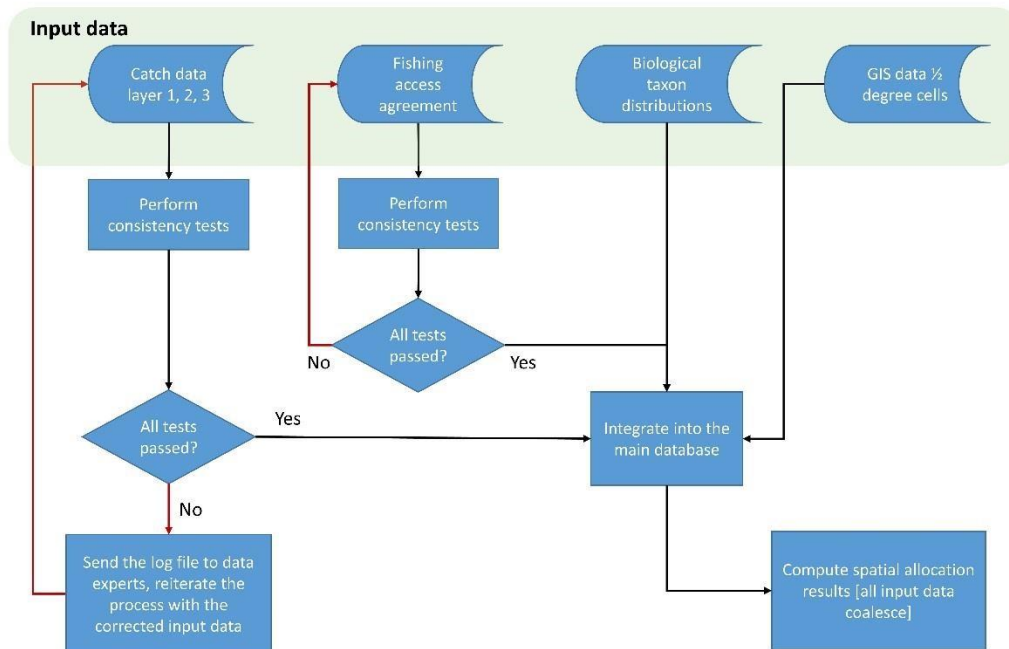 Input data
Catch data
layer 1, 2, 3
Fishing
access
agreement
Biological
taxon
distributions
GIS data ½
degree cells
Perform
consistency tests
Perform
consistency tests
All tests
passed?
No
Yes
All tests
passed?
Yes
No
Integrate into the
main database
Send the log file to data
experts, reiterate the
process with the
corrected input data
Compute spatial allocation
results [all input data
coalesce]